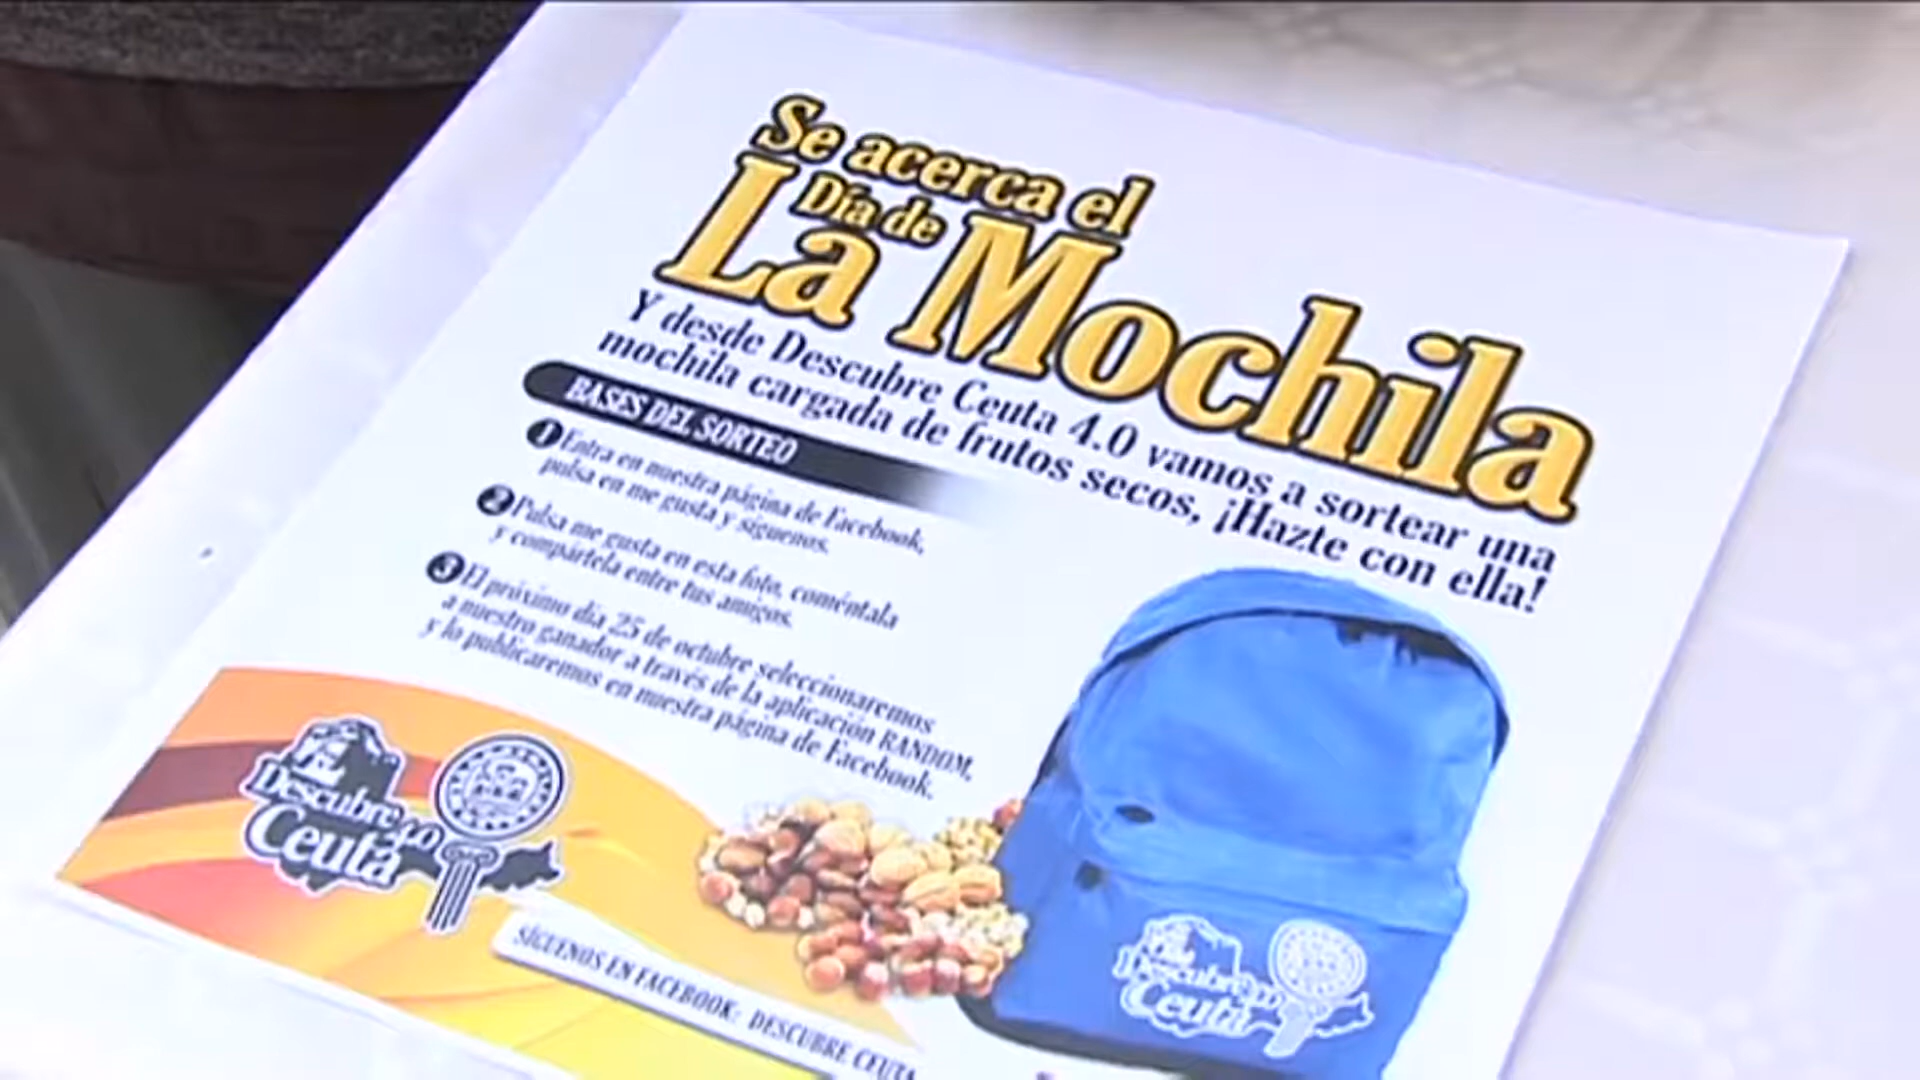 Se acerca el
Día de
La Mochila
Y desde Descubre Ceuta 4.0 vamos a sortear una
mochila cargada de frutos secos, ¡Hazte con ella!
BASES DEL SORTEO
1 Entra en nuestra página de Facebook,
pulsa en me gusta y síguenos.
2 Pulsa me gusta en esta foto, coméntala
y compártela entre tus amigos.
3 El próximo día 25 de octubre seleccionaremos
a nuestro ganador a través de la aplicación RANDOM,
y lo publicaremos en nuestra página de Facebook.
Descubre 4.0
Ceuta
SÍGUENOS EN FACEBOOK: DESCUBRE CEUTA
Descubre 4.0
Ceuta